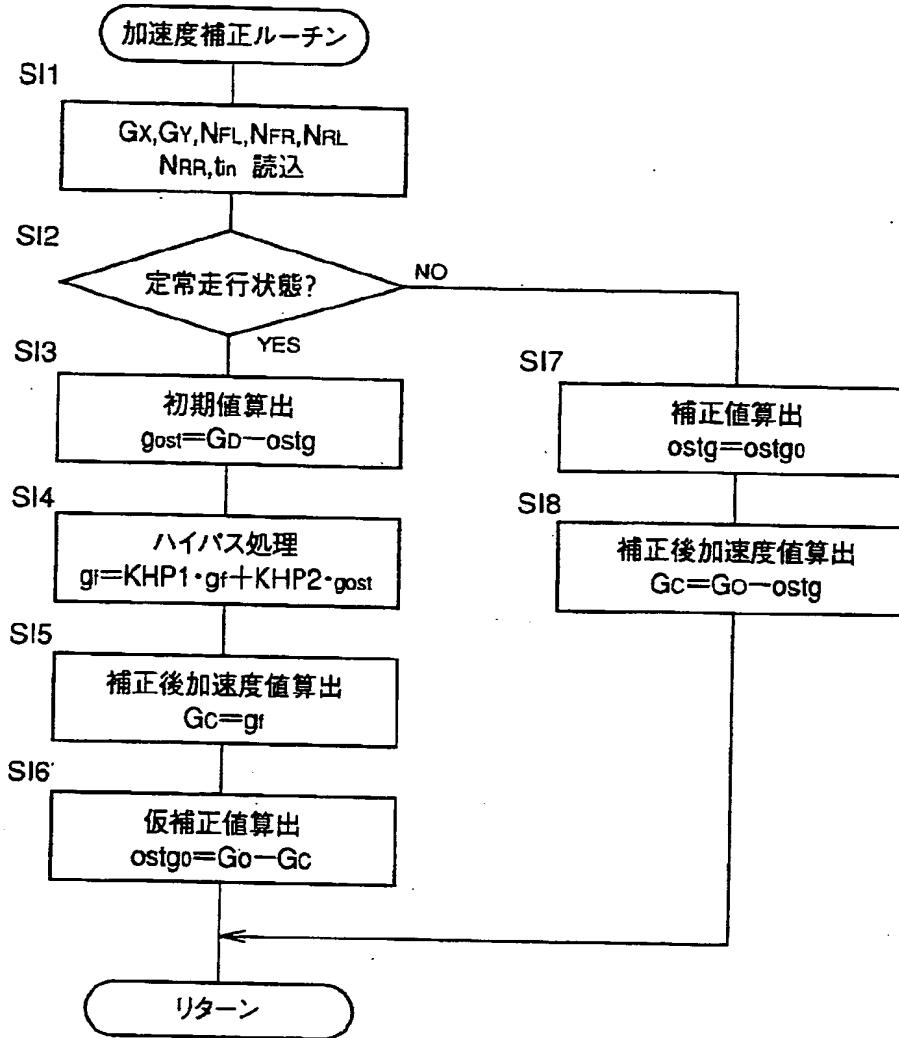 加速度補正ルーチン
SI1
GX,GY,NFL,NFR,NRL
NRR,tin 読込
SI2
定常走行状態?
NO
YES
SI3
初期値算出
gost=GD−ostg
SI4
ハイパス処理
gf=KHP1・gf+KHP2・gost
SI5
補正後加速度値算出
GC=gf
SI6
仮補正値算出
ostg0=GO−GC
SI7
補正値算出
ostg=ostg0
SI8
補正後加速度値算出
GC=GO−ostg
リターン